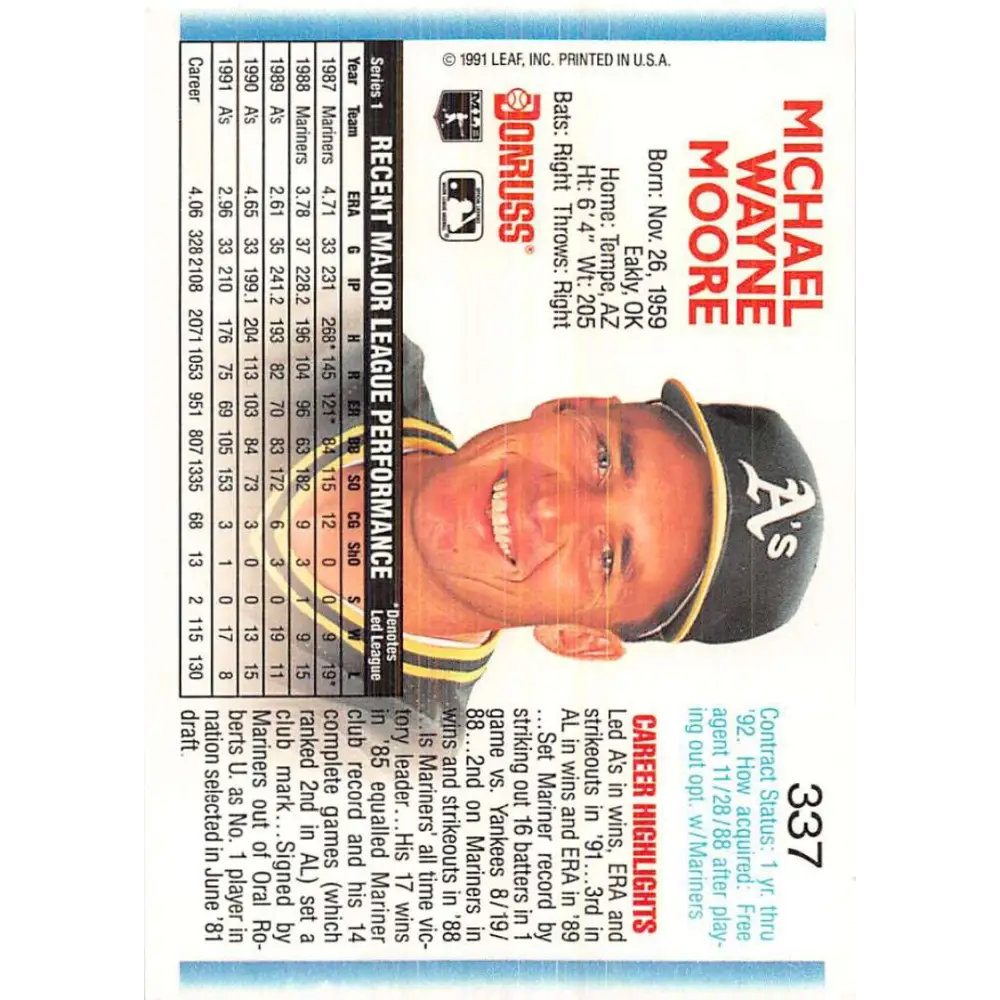 337
MICHAEL
WAYNE
MOORE
Born: Nov. 26, 1959
Eakly, OK
Home: Tempe, AZ
Ht: 6'4" Wt: 205
Bats: Right Throws: Right
DONRUSS®
MLB
© 1991 LEAF, INC. PRINTED IN U.S.A.
A's
Contract Status: 1 yr. thru
'92. How acquired: Free
agent 11/28/88 after play-
ing out opt. w/Mariners
CAREER HIGHLIGHTS
Led A's in wins, ERA and
strikeouts in '91...3rd in
AL in wins and ERA in '89
...Set Mariner record by
striking out 16 batters in 1
game vs. Yankees 8/19/
88...2nd on Mariners in
wins and strikeouts in '88
...Is Mariners' all time vic-
tory leader...His 17 wins
in '85 equalled Mariner
club record and his 14
complete games (which
ranked 2nd in AL) set a
club mark...Signed by
Mariners out of Oral Ro-
berts U. as No. 1 player in
nation selected in June '81
draft.
Series 1 RECENT MAJOR LEAGUE PERFORMANCE *Denotes
Led League
Year Team ERA G IP H R ER BB SO CG ShO S W L
1987 Mariners 4.71 33 231 268* 145 121* 84 115 12 0 0 9 19*
1988 Mariners 3.78 37 228.2 196 104 96 63 182 9 3 1 9 15
1989 A's 2.61 35 241.2 193 82 70 83 172 6 3 0 19 11
1990 A's 4.65 33 199.1 204 113 103 84 73 3 0 0 13 15
1991 A's 2.96 33 210 176 75 69 105 153 3 1 0 17 8
Career 4.06 328 2108 2071 1053 951 807 1335 68 13 2 115 130